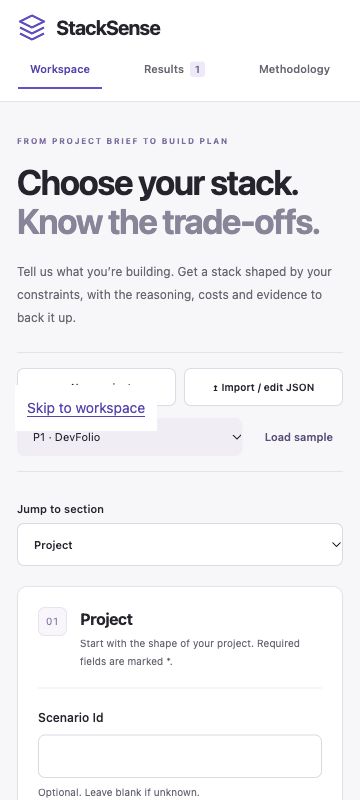 StackSense
Workspace
Results 1
Methodology
FROM PROJECT BRIEF TO BUILD PLAN
Choose your stack.
Know the trade-offs.
Tell us what you’re building. Get a stack shaped by your
constraints, with the reasoning, costs and evidence to
back it up.
↥ Import / edit JSON
Skip to workspace
P1 · DevFolio
Load sample
Jump to section
Project
01
Project
Start with the shape of your project. Required
fields are marked *.
Scenario Id
Optional. Leave blank if unknown.